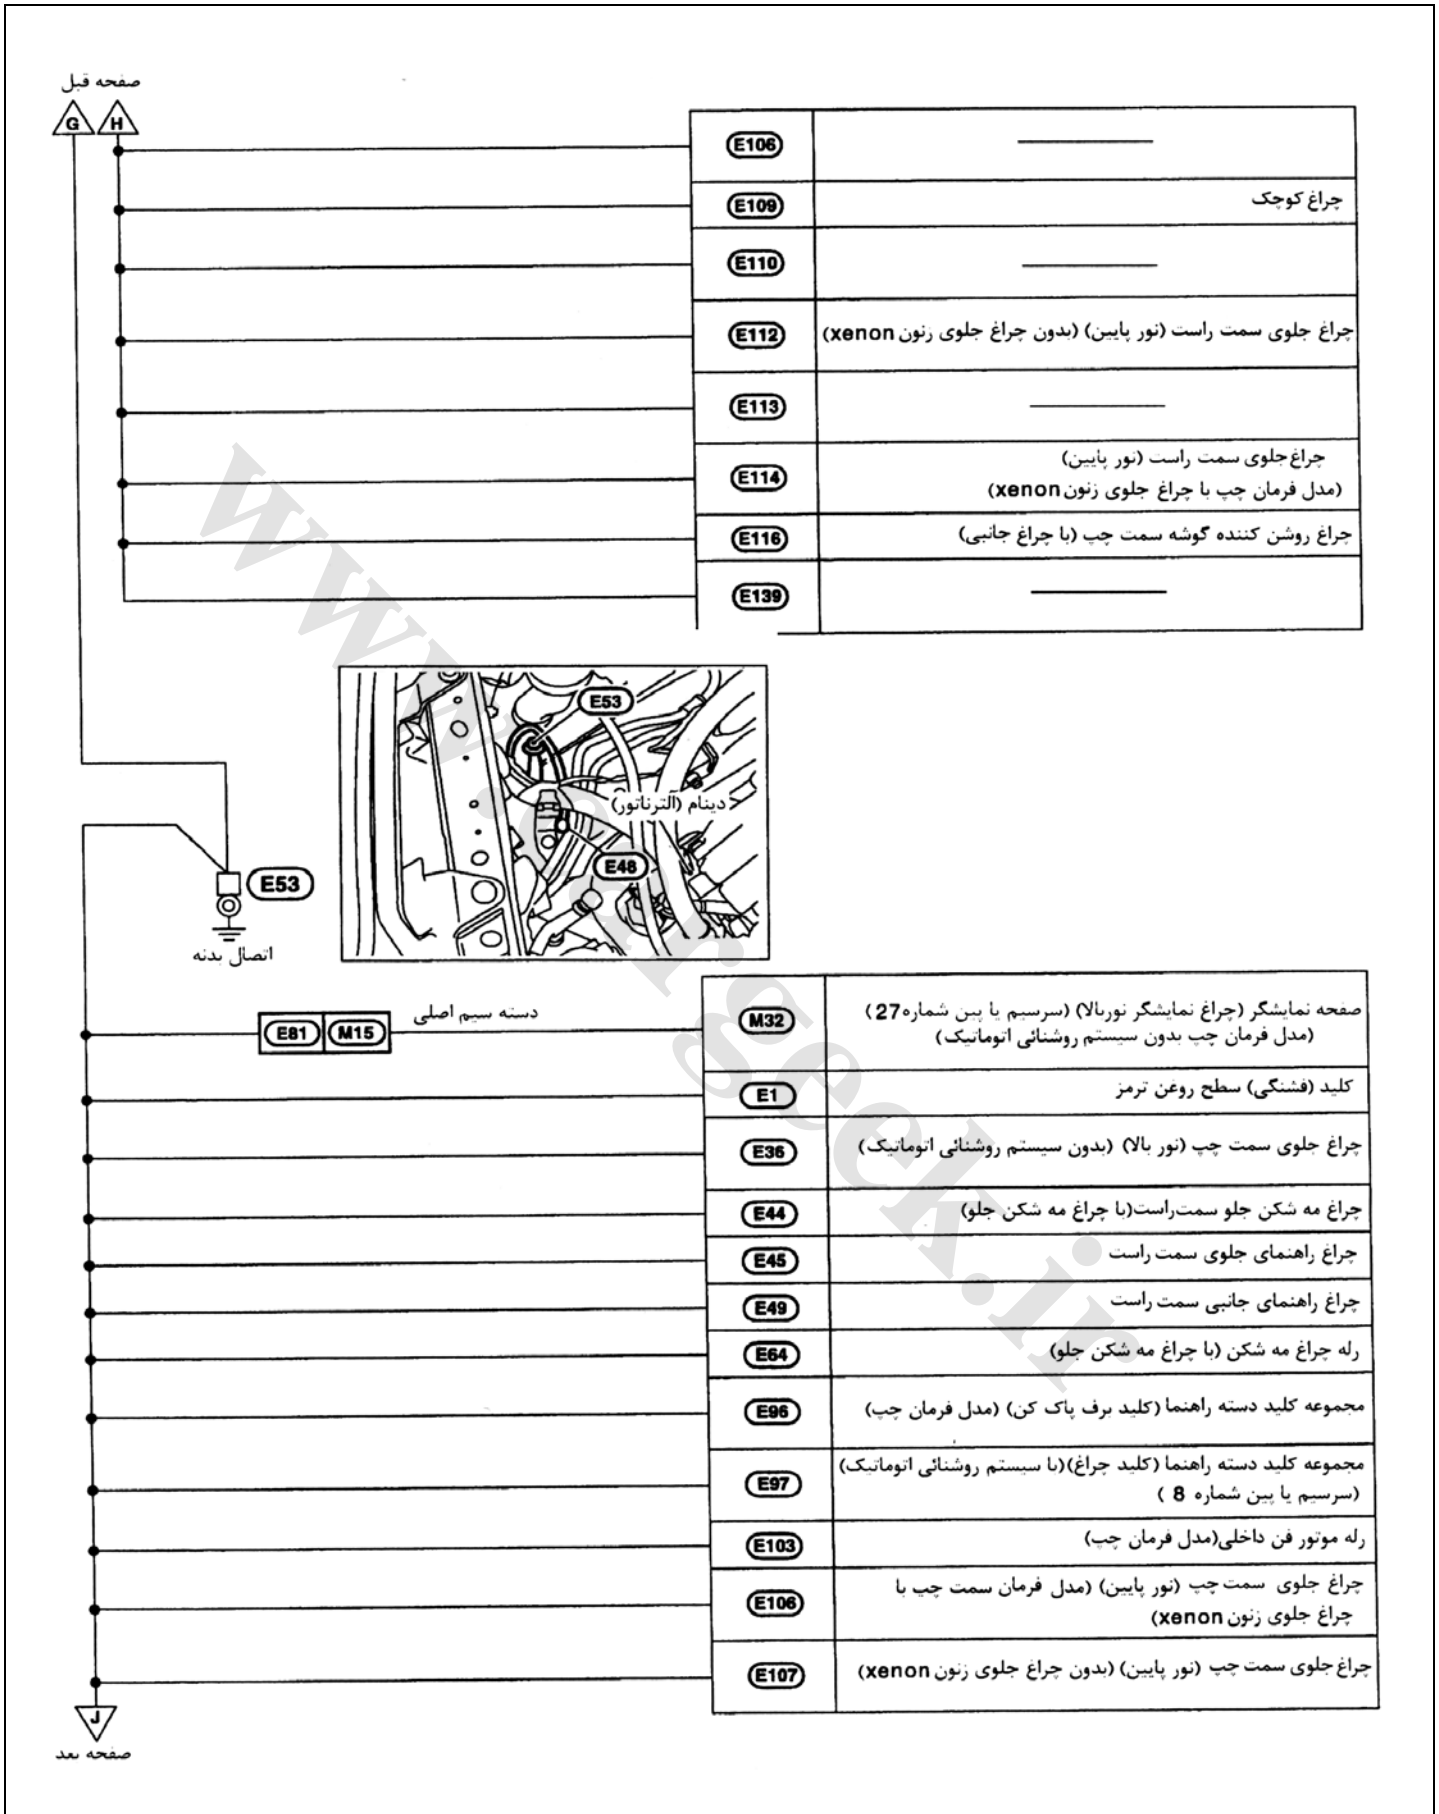 صفحه قبل
G H
E106
E109 چراغ کوچک
E110
E112 چراغ جلوی سمت راست (نور پایین) (بدون چراغ جلوی زنون xenon)
E113
E114 چراغ جلوی سمت راست (نور پایین)
(مدل فرمان چپ با چراغ جلوی زنون xenon)
E116 چراغ روشن کننده گوشه سمت چپ (با چراغ جانبی)
E139
E53
دینام (آلترناتور)
E48
E53
اتصال بدنه
E81 M15 دسته سیم اصلی
M32 صفحه نمایشگر (چراغ نمایشگر نوربالا) (سرسیم یا پین شماره 27)
(مدل فرمان چپ بدون سیستم روشنائی اتوماتیک)
E1 کلید (فشنگی) سطح روغن ترمز
E36 چراغ جلوی سمت چپ (نور بالا) (بدون سیستم روشنائی اتوماتیک)
E44 چراغ مه شکن جلو سمت راست (با چراغ مه شکن جلو)
E45 چراغ راهنمای جلوی سمت راست
E49 چراغ راهنمای جانبی سمت راست
E64 رله چراغ مه شکن (با چراغ مه شکن جلو)
E96 مجموعه کلید دسته راهنما (کلید برف پاک کن) (مدل فرمان چپ)
E97 مجموعه کلید دسته راهنما (کلید چراغ) (با سیستم روشنائی اتوماتیک)
(سرسیم یا پین شماره 8)
E103 رله موتور فن داخلی (مدل فرمان چپ)
E106 چراغ جلوی سمت چپ (نور پایین) (مدل فرمان سمت چپ با
چراغ جلوی زنون xenon)
E107 چراغ جلوی سمت چپ (نور پایین) (بدون چراغ جلوی زنون xenon)
J
صفحه بعد
www.cargeek.ir